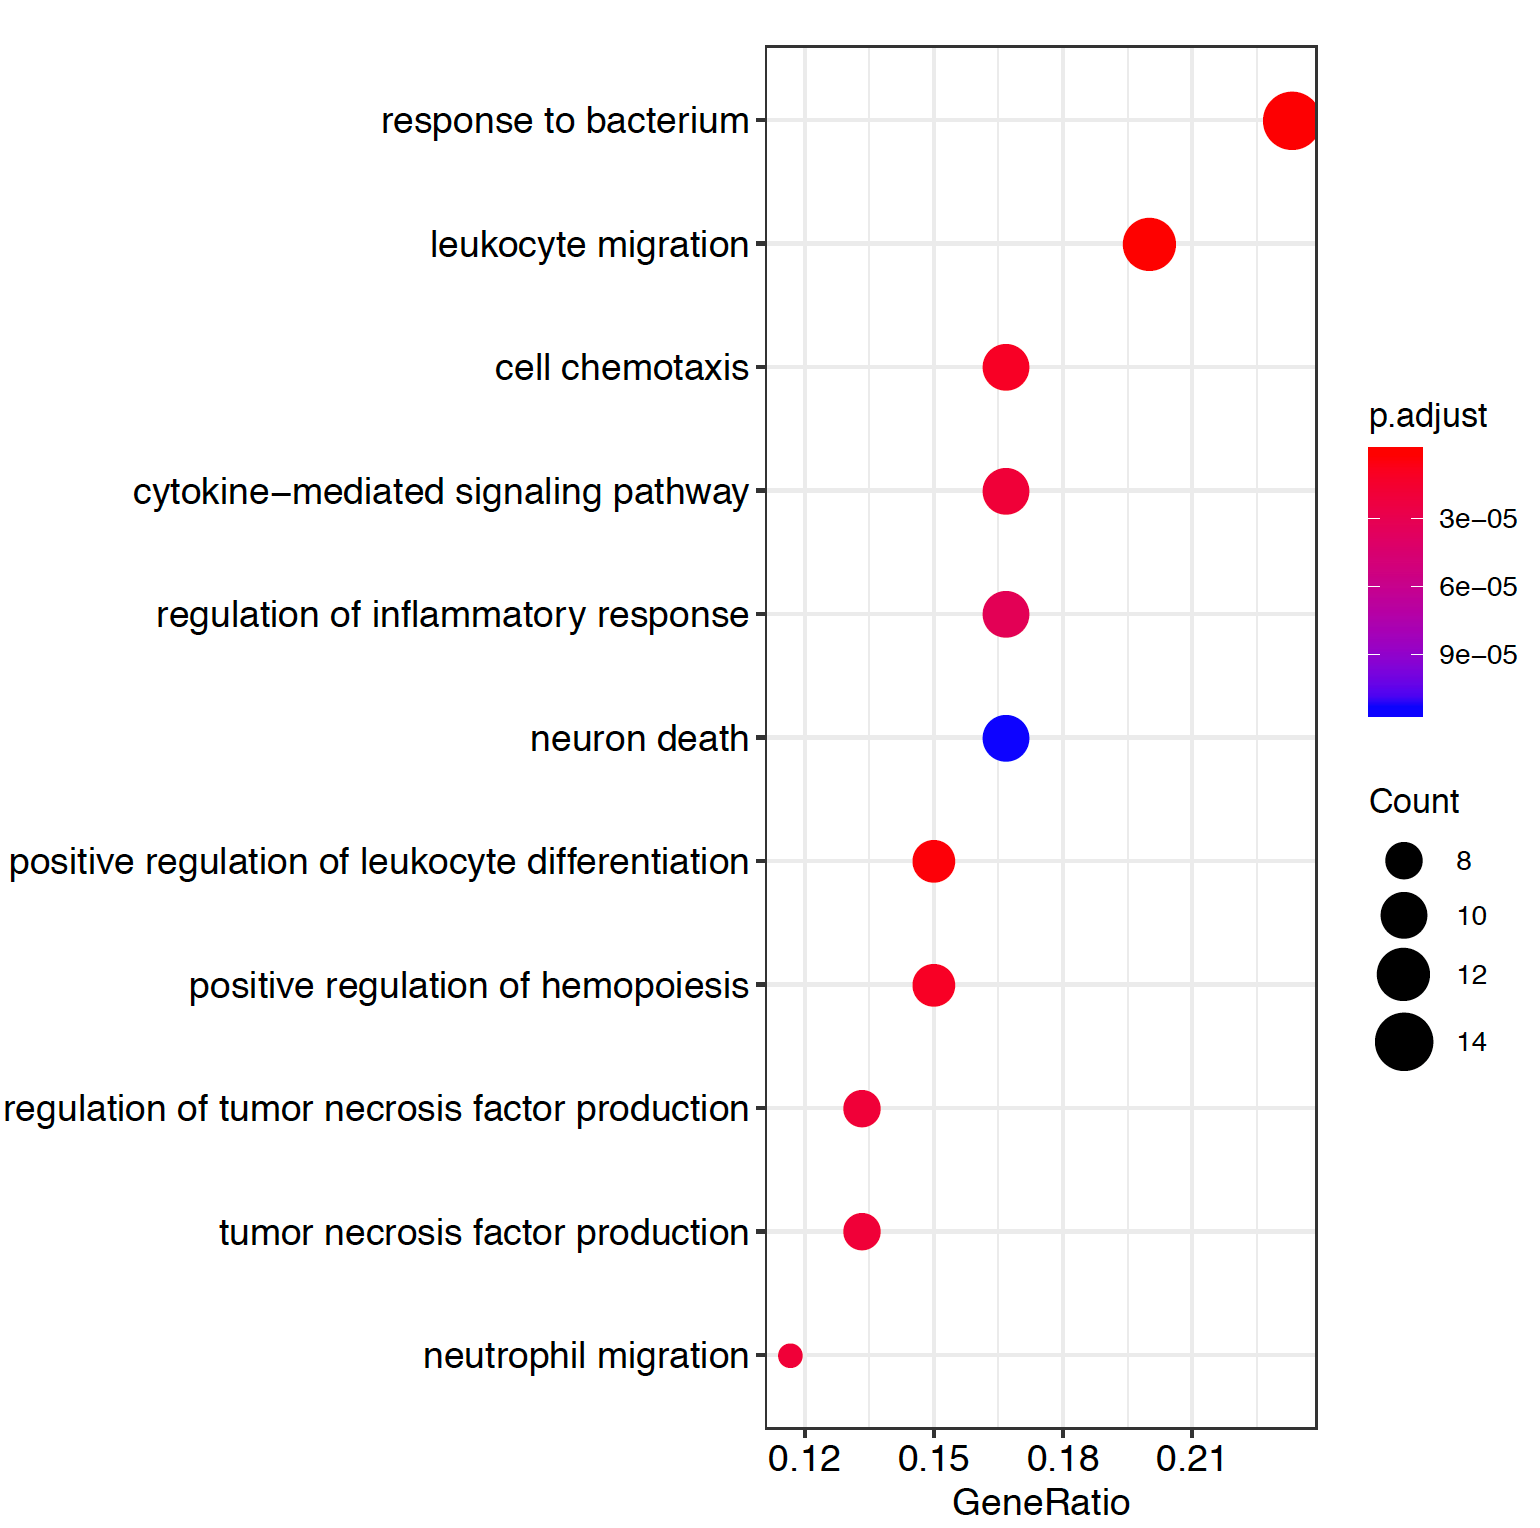 response to bacterium
leukocyte migration
cell chemotaxis
cytokine−mediated signaling pathway
regulation of inflammatory response
neuron death
positive regulation of leukocyte differentiation
positive regulation of hemopoiesis
regulation of tumor necrosis factor production
tumor necrosis factor production
neutrophil migration
0.12 0.15 0.18 0.21
GeneRatio
p.adjust
3e−05
6e−05
9e−05
Count
8
10
12
14